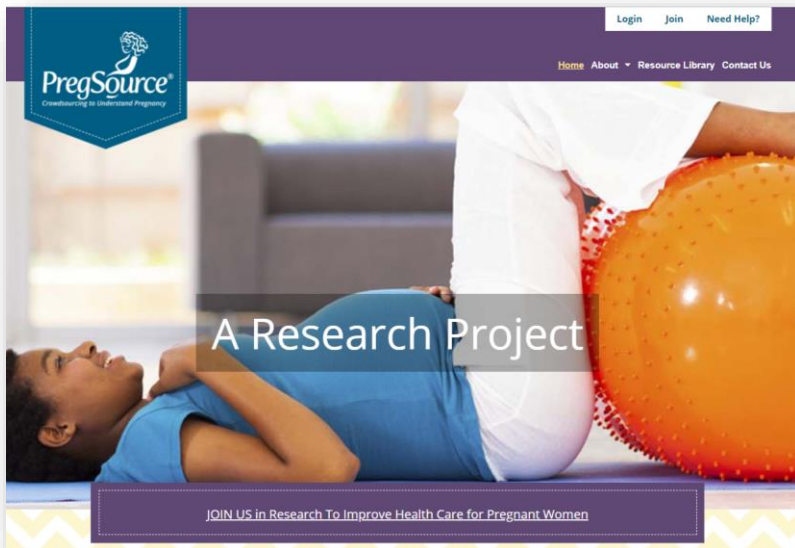 Login Join Need Help?
PregSource®
Crowdsourcing to Understand Pregnancy
Home About Resource Library Contact Us
A Research Project
JOIN US in Research To Improve Health Care for Pregnant Women